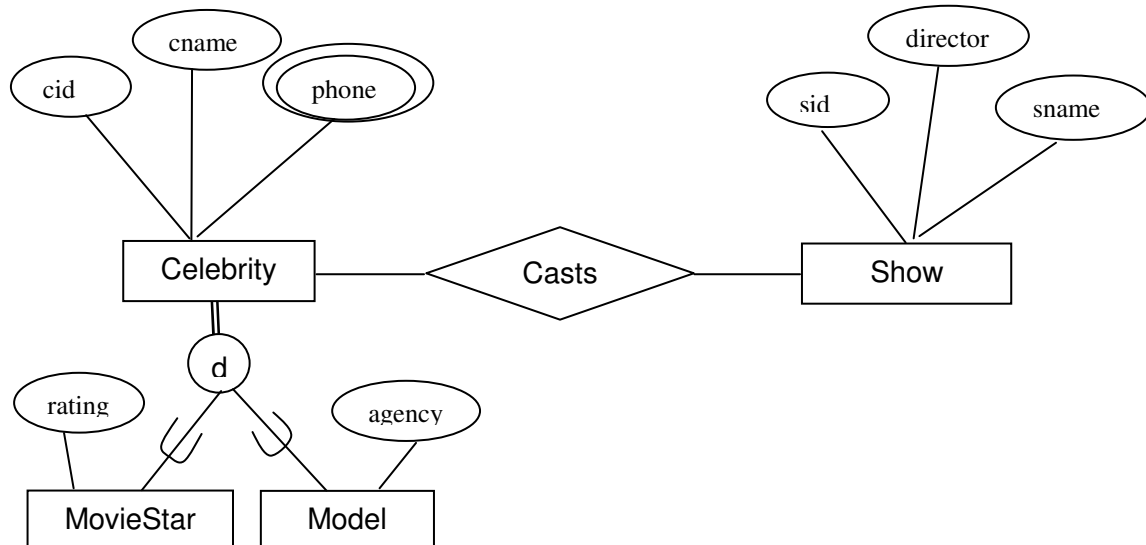 cname
director
cid
phone
sid
sname
Celebrity
Casts
Show
d
rating
agency
MovieStar
Model